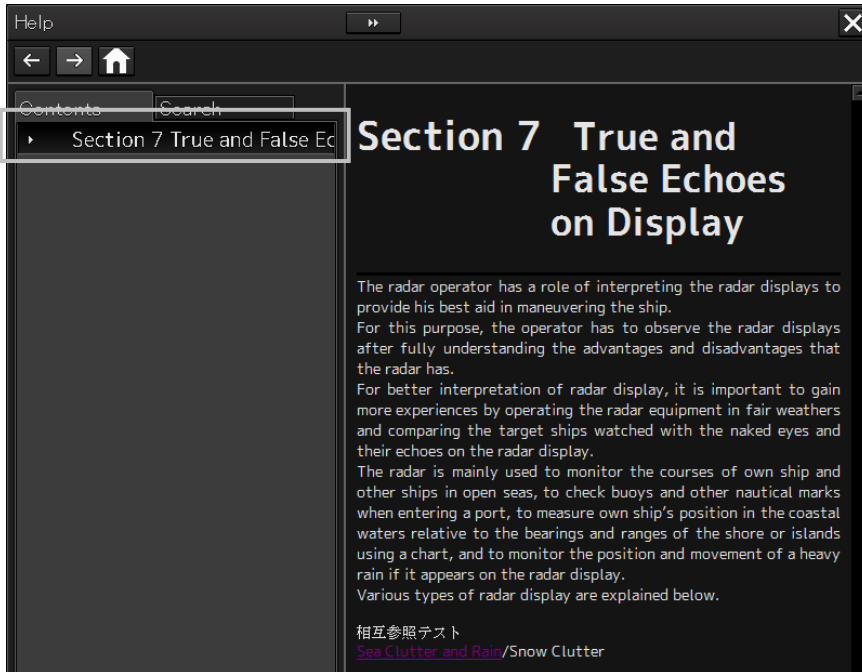 Help
Contents Search
Section 7 True and False Ec
Section 7 True and
False Echoes
on Display
The radar operator has a role of interpreting the radar displays to
provide his best aid in maneuvering the ship.
For this purpose, the operator has to observe the radar displays
after fully understanding the advantages and disadvantages that
the radar has.
For better interpretation of radar display, it is important to gain
more experiences by operating the radar equipment in fair weathers
and comparing the target ships watched with the naked eyes and
their echoes on the radar display.
The radar is mainly used to monitor the courses of own ship and
other ships in open seas, to check buoys and other nautical marks
when entering a port, to measure own ship's position in the coastal
waters relative to the bearings and ranges of the shore or islands
using a chart, and to monitor the position and movement of a heavy
rain if it appears on the radar display.
Various types of radar display are explained below.
相互参照テスト
Sea Clutter and Rain/Snow Clutter